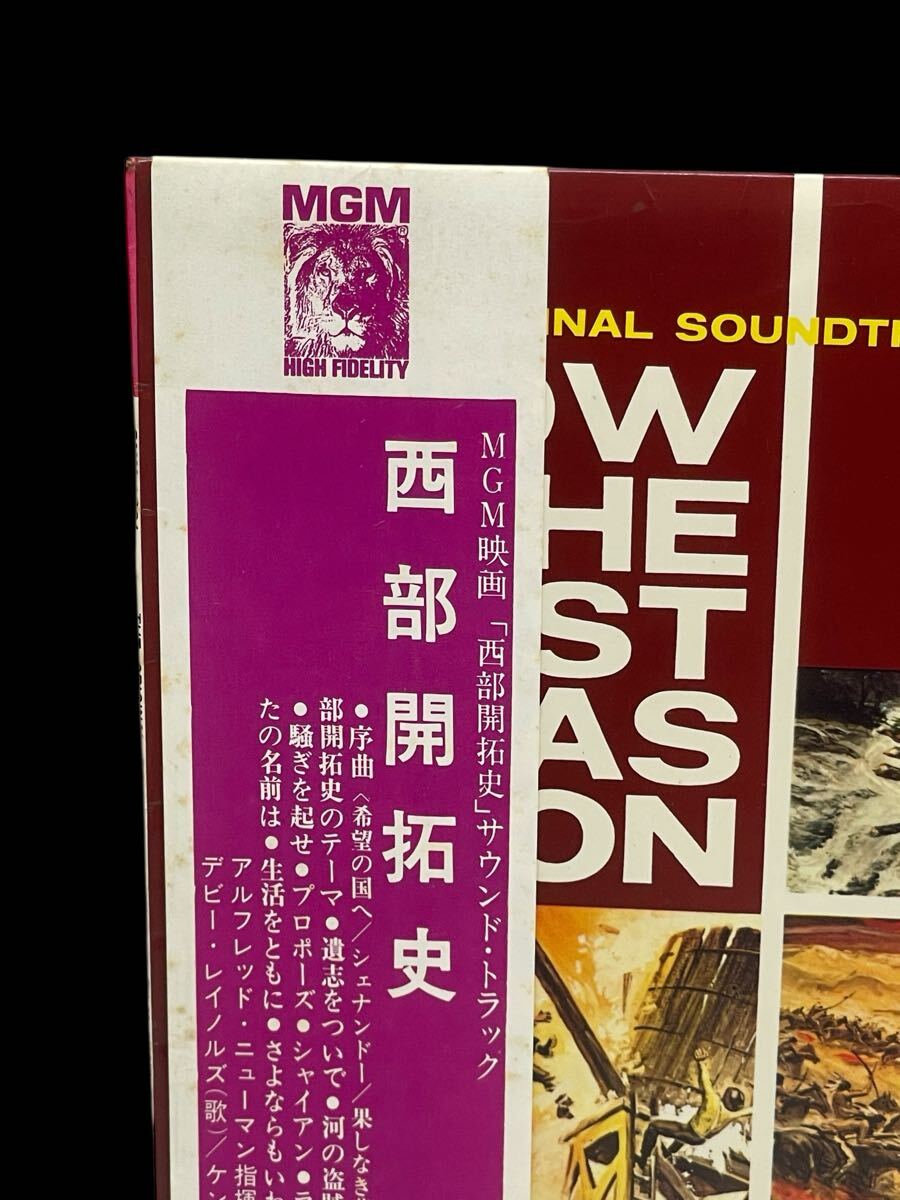 MGM
HIGH FIDELITY
MGM映画「西部開拓史」サウンド・トラック
西部開拓史
●序曲〈希望の国へ/シェナンドー/果しなき
部開拓史のテーマ●遺志をついで●河の盗賊
●騒ぎを起せ●プロポーズ●シャイアン●
たの名前は●生活をともに●さよならもいわ
アルフレッド・ニューマン指揮
デビー・レイノルズ(歌)/ケン
INAL SOUNDTR
OW
HE
ST
AS
ON